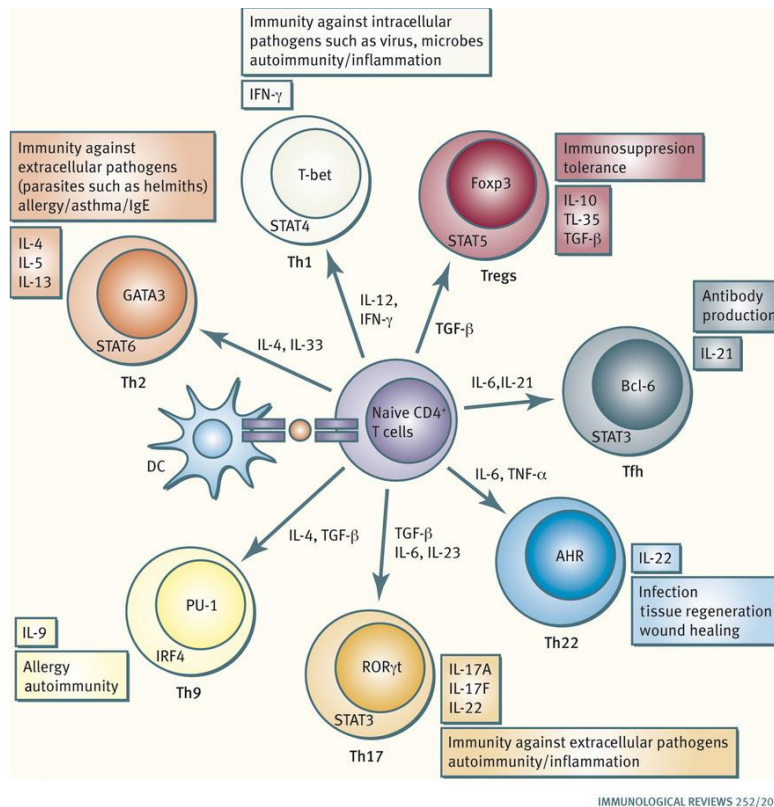 Immunity against intracellular
pathogens such as virus, microbes
autoimmunity/inflammation
IFN-γ
T-bet
STAT4
Th1
Immunity against
extracellular pathogens
(parasites such as helmiths)
allergy/asthma/IgE
IL-4
IL-5
IL-13
GATA3
STAT6
Th2
Foxp3
STAT5
Tregs
Immunosuppresion
tolerance
IL-10
TL-35
TGF-β
IL-12,
IFN-γ
TGF-β
IL-4, IL-33
Antibody
production
IL-21
Bcl-6
STAT3
Tfh
IL-6,IL-21
Naive CD4⁺
T cells
DC
IL-6, TNF-α
IL-4, TGF-β
TGF-β
IL-6, IL-23
AHR
Th22
IL-22
Infection
tissue regeneration
wound healing
PU-1
IRF4
Th9
IL-9
Allergy
autoimmunity
RORγt
STAT3
Th17
IL-17A
IL-17F
IL-22
Immunity against extracellular pathogens
autoimmunity/inflammation
IMMUNOLOGICAL REVIEWS 252/20